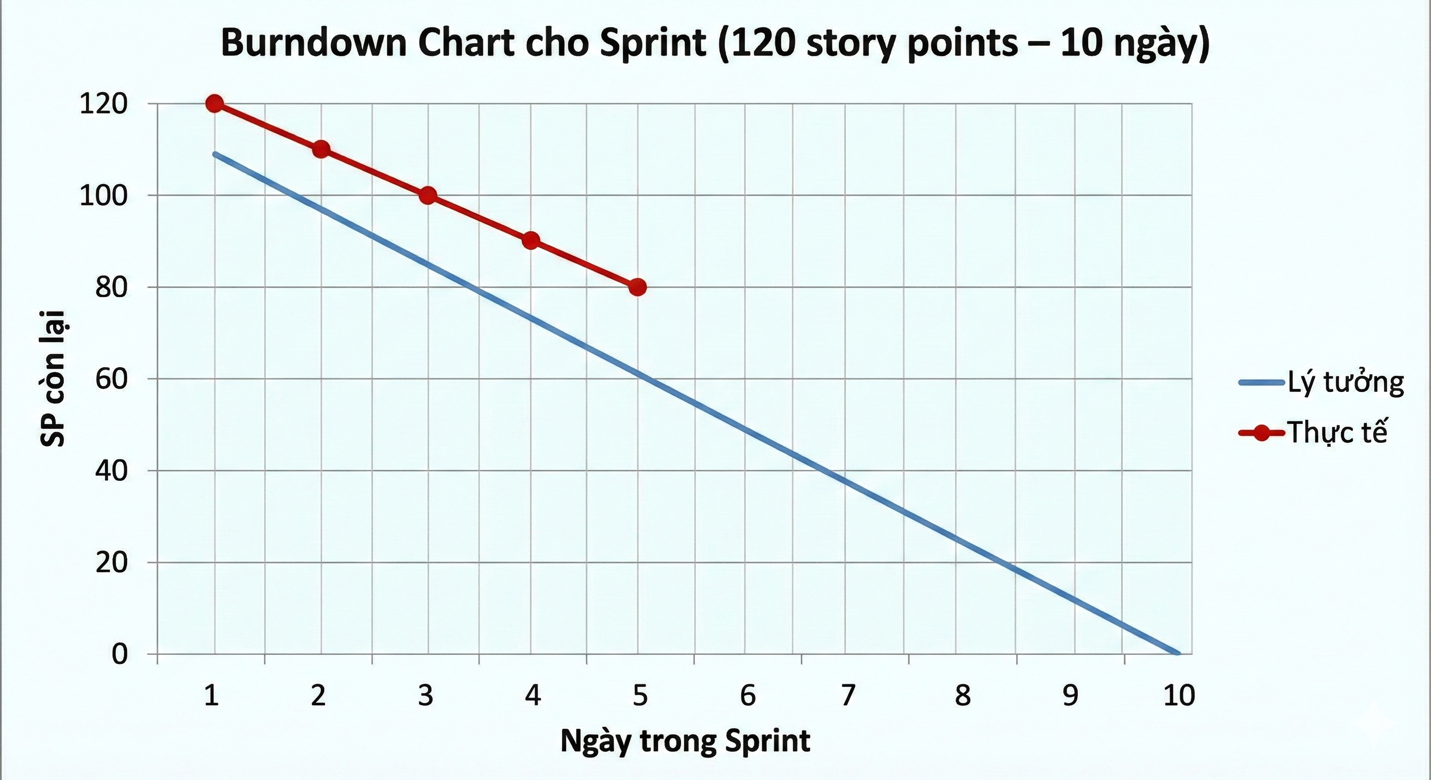 Burndown Chart cho Sprint (120 story points – 10 ngày)
120
100
80
60
40
20
0
SP còn lại
1 2 3 4 5 6 7 8 9 10
Ngày trong Sprint
Lý tưởng
Thực tế